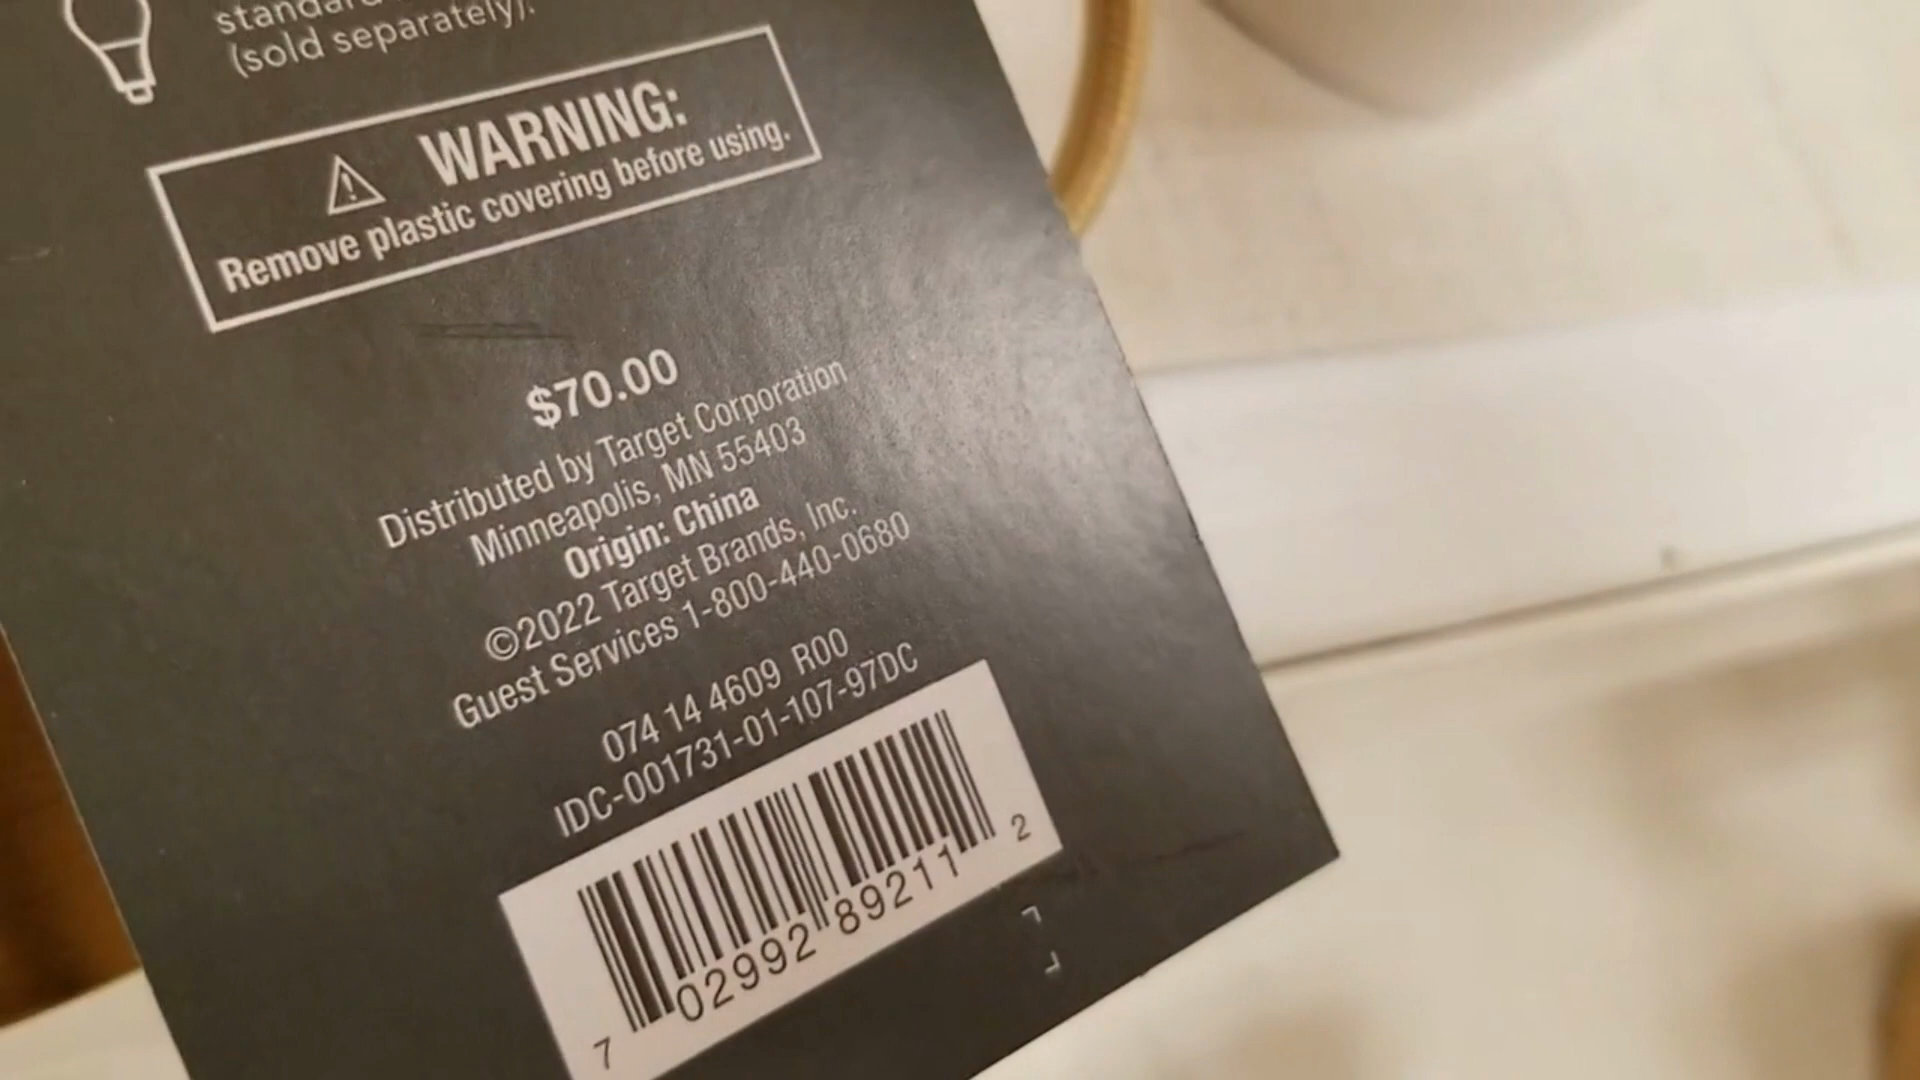 standard
(sold separately).
WARNING:
Remove plastic covering before using.
$70.00
Distributed by Target Corporation
Minneapolis, MN 55403
Origin: China
©2022 Target Brands, Inc.
Guest Services 1-800-440-0680
074 14 4609 R00
IDC-001731-01-107-97DC
7 02992 89211 2